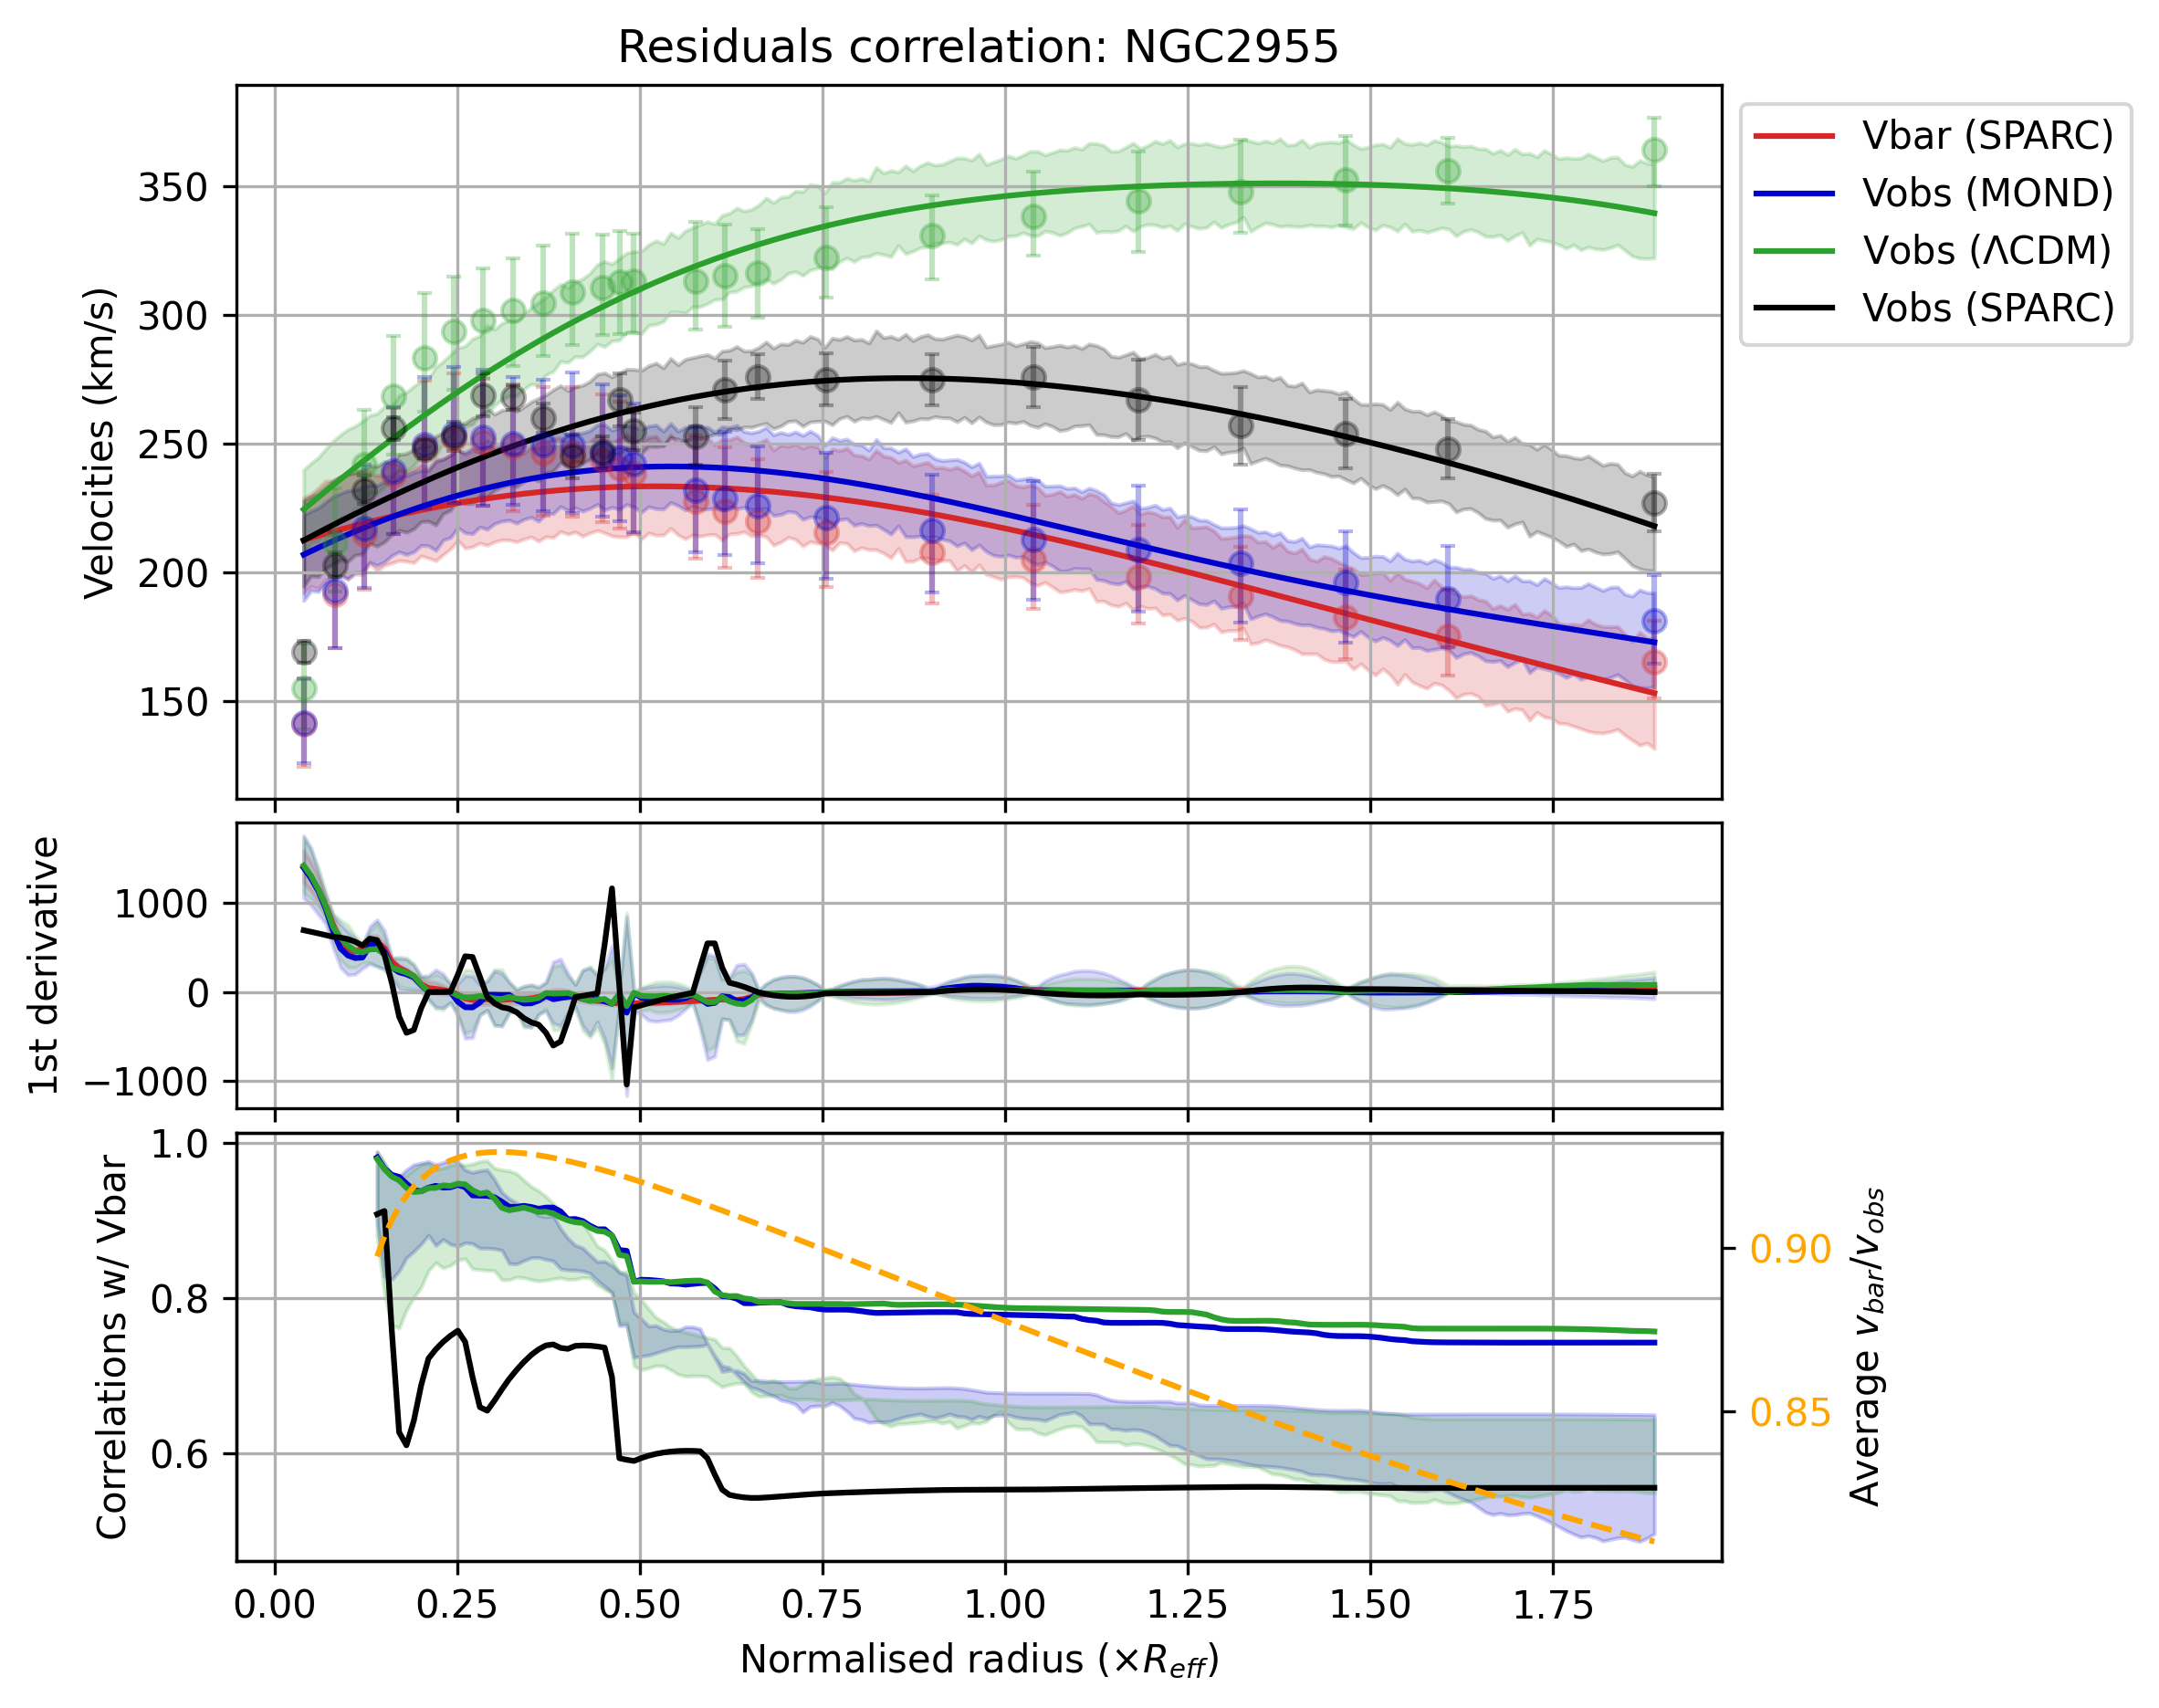 Residuals correlation: NGC2955
Velocities (km/s)
350
300
250
200
150
Vbar (SPARC)
Vobs (MOND)
Vobs (ΛCDM)
Vobs (SPARC)
1st derivative
1000
0
−1000
Correlations w/ Vbar
1.0
0.8
0.6
0.90
0.85
Average v_bar/v_obs
0.00 0.25 0.50 0.75 1.00 1.25 1.50 1.75
Normalised radius (×R_eff)